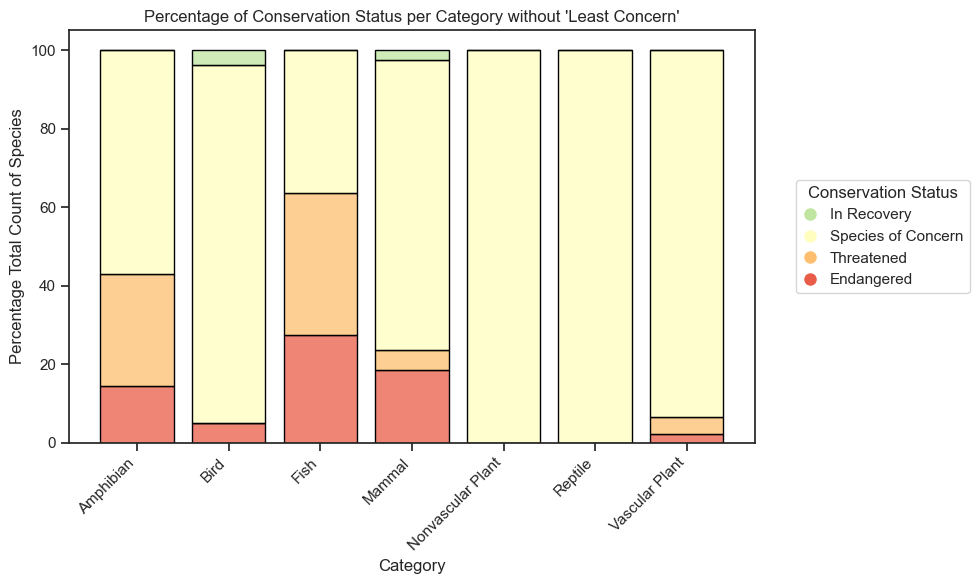 Percentage of Conservation Status per Category without 'Least Concern'
Percentage Total Count of Species
100
80
60
40
20
0
Amphibian
Bird
Fish
Mammal
Nonvascular Plant
Reptile
Vascular Plant
Category
Conservation Status
In Recovery
Species of Concern
Threatened
Endangered